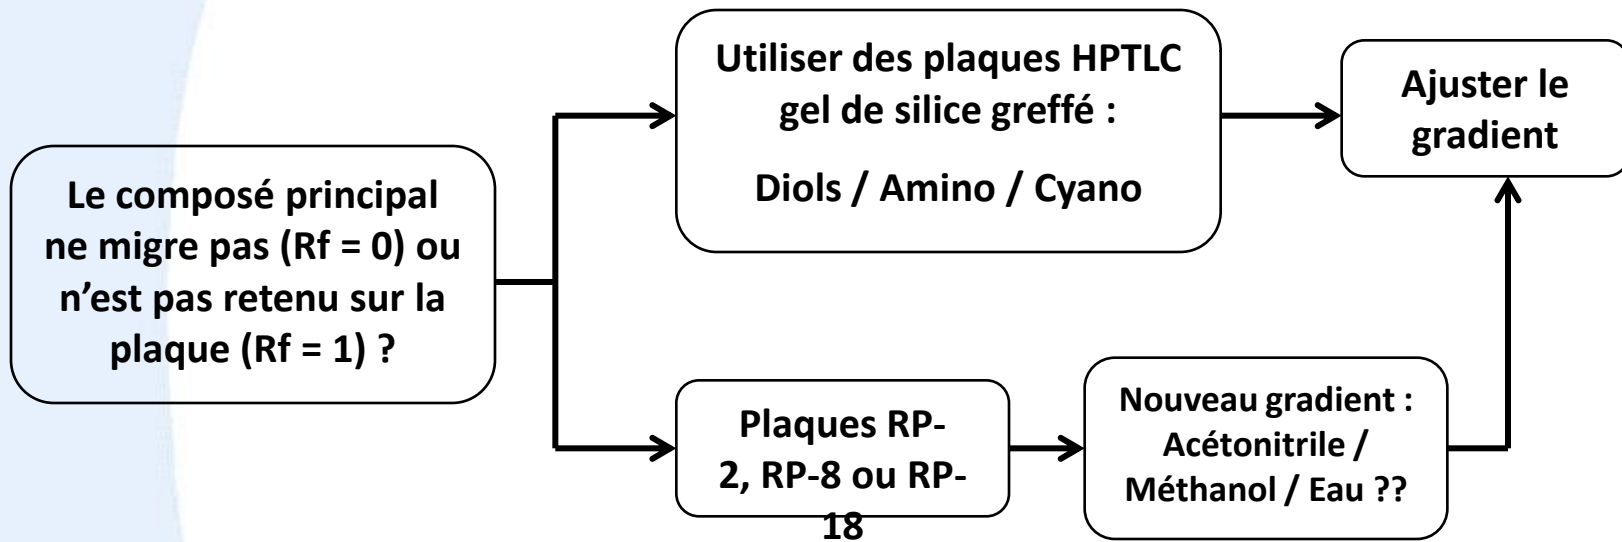 Le composé principal
ne migre pas (Rf = 0) ou
n’est pas retenu sur la
plaque (Rf = 1) ?
Utiliser des plaques HPTLC
gel de silice greffé :
Diols / Amino / Cyano
Ajuster le
gradient
Plaques RP-
2, RP-8 ou RP-
18
Nouveau gradient :
Acétonitrile /
Méthanol / Eau ??